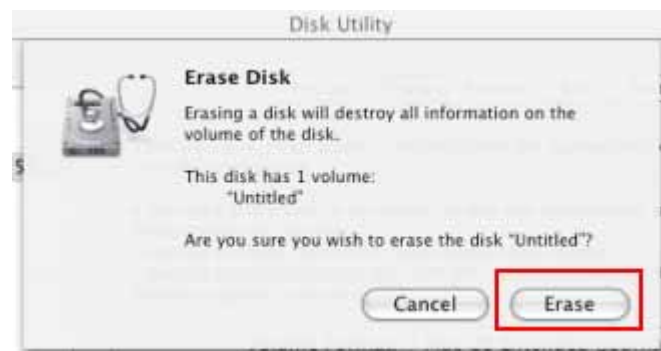 Disk Utility
Erase Disk
Erasing a disk will destroy all information on the
volume of the disk.
This disk has 1 volume:
"Untitled"
Are you sure you wish to erase the disk "Untitled"?
Cancel
Erase